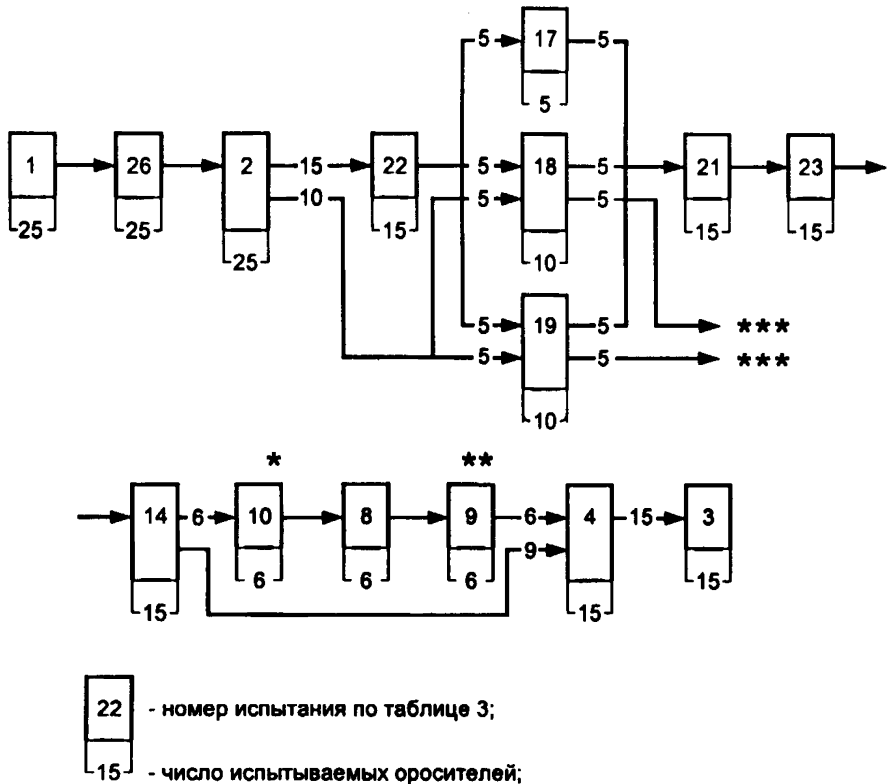 5 17 5
5
1 26 2 15 22 5 18 5 21 23
10 5 5
25 25 15 15 15
25 10
5 19 5 ***
5 5 ***
10
* **
14 6 10 8 9 6 4 15 3
9
6 6 6 15
15 15
22 - номер испытания по таблице 3;
15 - число испытываемых оросителей;